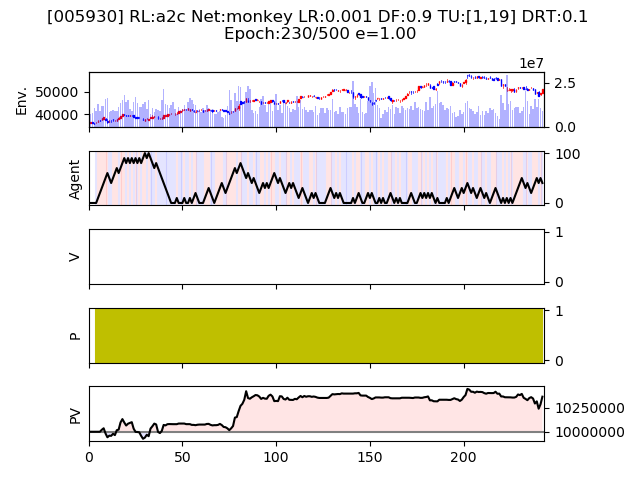 [005930] RL:a2c Net:monkey LR:0.001 DF:0.9 TU:[1,19] DRT:0.1
Epoch:230/500 e=1.00
1e7
Env.
50000
40000
2.5
0.0
Agent
100
0
V
1
0
P
1
0
PV
10250000
10000000
0 50 100 150 200